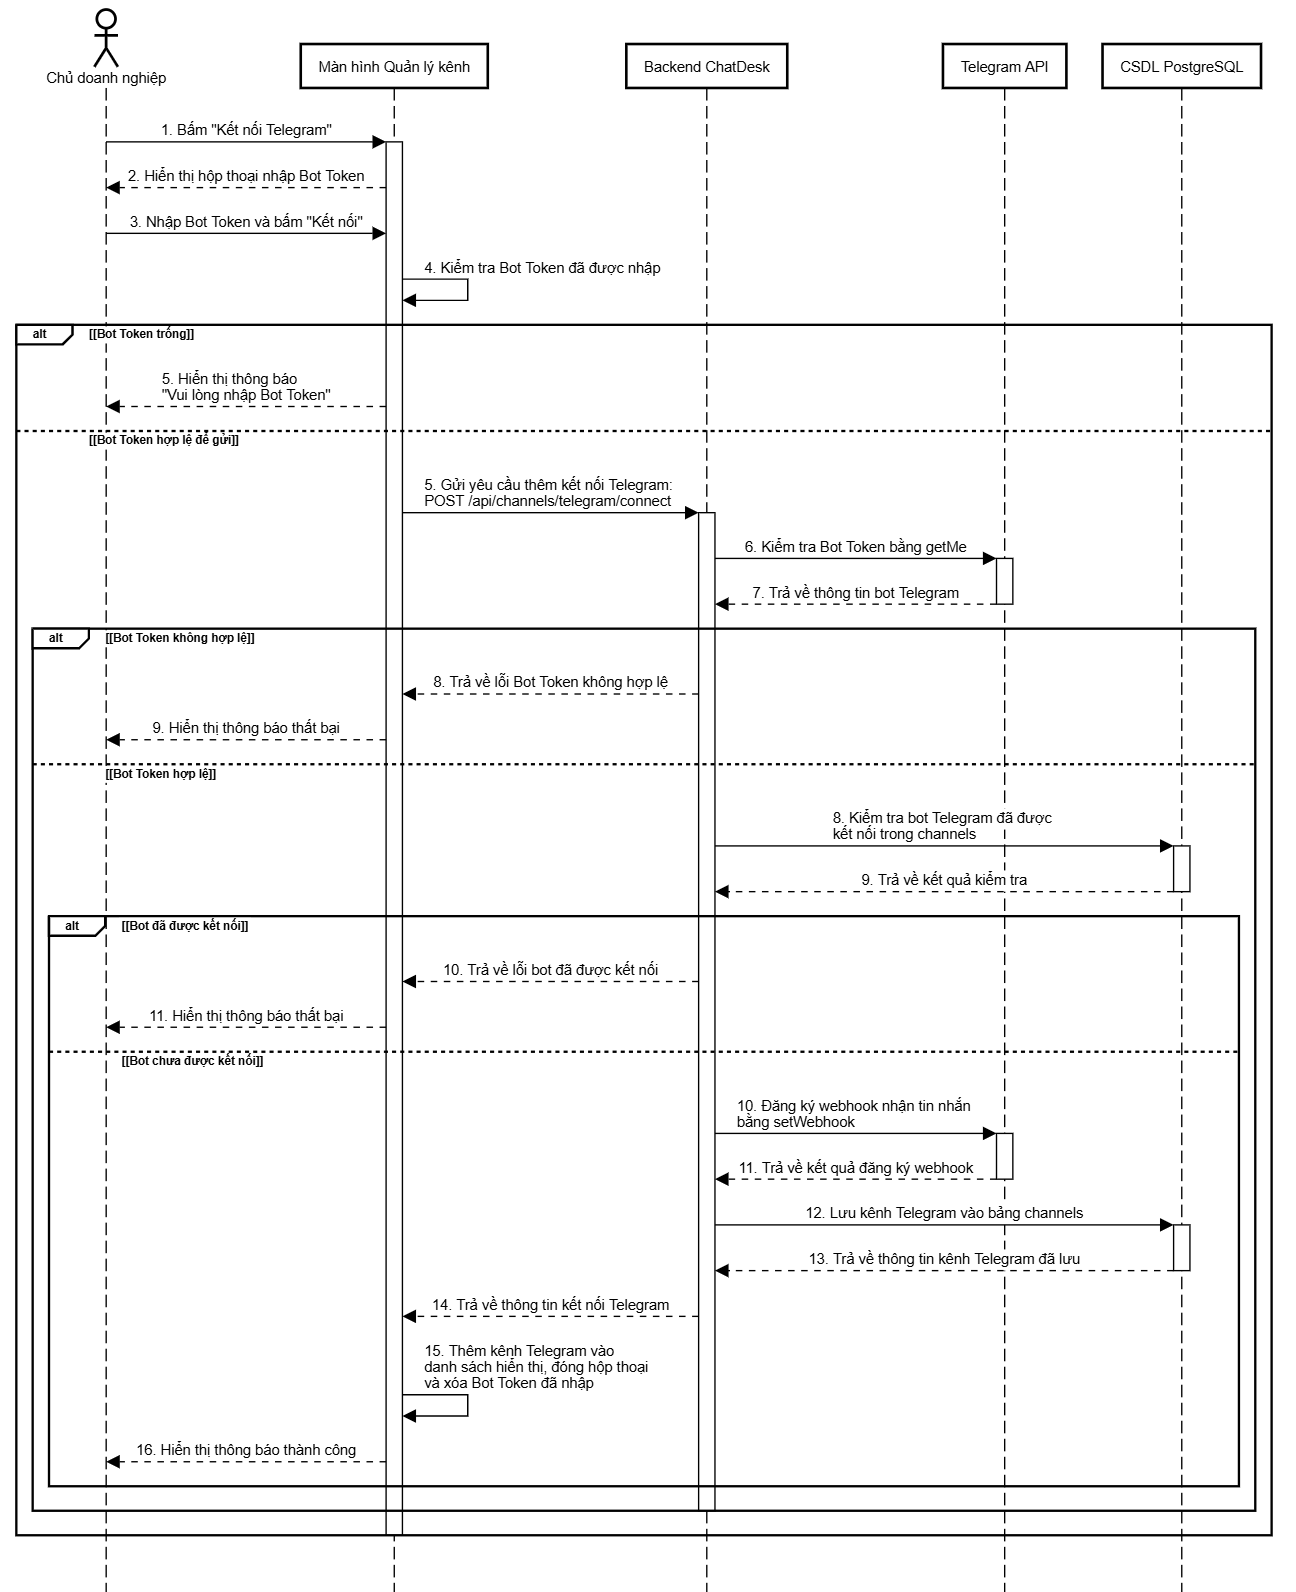 Chủ doanh nghiệp
Màn hình Quản lý kênh
Backend ChatDesk
Telegram API
CSDL PostgreSQL
1. Bấm "Kết nối Telegram"
2. Hiển thị hộp thoại nhập Bot Token
3. Nhập Bot Token và bấm "Kết nối"
4. Kiểm tra Bot Token đã được nhập
alt
[[Bot Token trống]]
5. Hiển thị thông báo
"Vui lòng nhập Bot Token"
[[Bot Token hợp lệ để gửi]]
5. Gửi yêu cầu thêm kết nối Telegram:
POST /api/channels/telegram/connect
6. Kiểm tra Bot Token bằng getMe
7. Trả về thông tin bot Telegram
alt
[[Bot Token không hợp lệ]]
8. Trả về lỗi Bot Token không hợp lệ
9. Hiển thị thông báo thất bại
[[Bot Token hợp lệ]]
8. Kiểm tra bot Telegram đã được
kết nối trong channels
9. Trả về kết quả kiểm tra
alt
[[Bot đã được kết nối]]
10. Trả về lỗi bot đã được kết nối
11. Hiển thị thông báo thất bại
[[Bot chưa được kết nối]]
10. Đăng ký webhook nhận tin nhắn
bằng setWebhook
11. Trả về kết quả đăng ký webhook
12. Lưu kênh Telegram vào bảng channels
13. Trả về thông tin kênh Telegram đã lưu
14. Trả về thông tin kết nối Telegram
15. Thêm kênh Telegram vào
danh sách hiển thị, đóng hộp thoại
và xóa Bot Token đã nhập
16. Hiển thị thông báo thành công